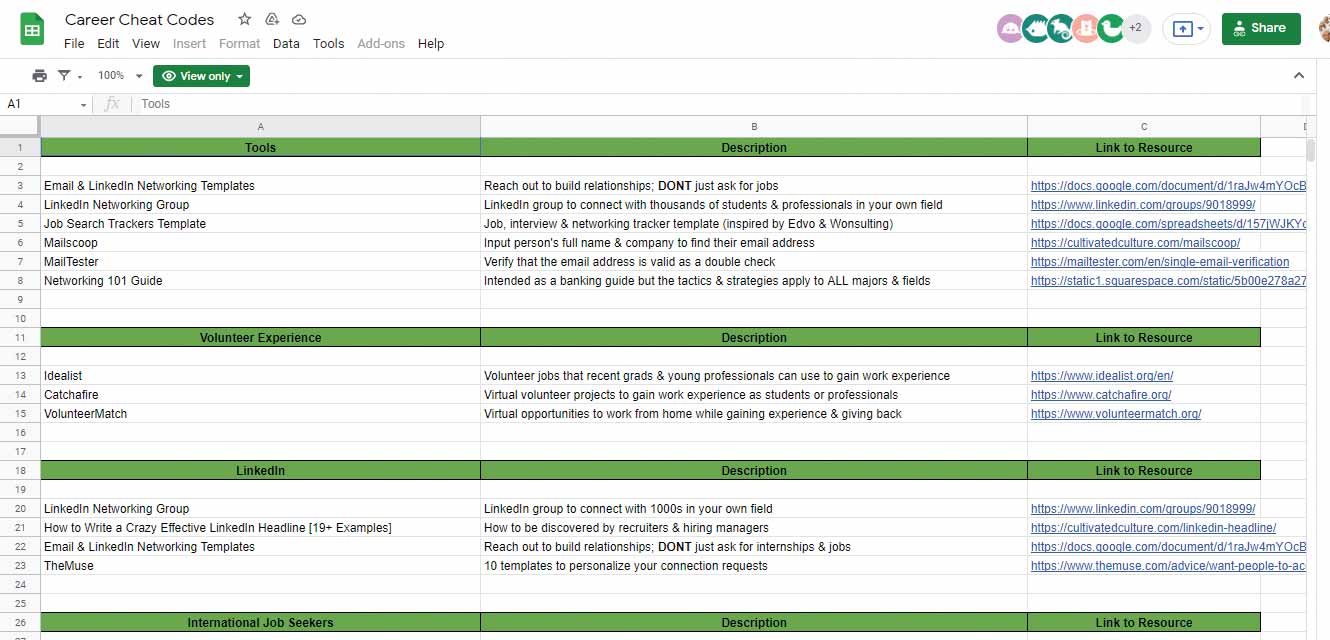 Career Cheat Codes
File Edit View Insert Format Data Tools Add-ons Help
+2
Share
100%
View only
A1 fx Tools
A B C
1 Tools Description Link to Resource
2
3 Email & LinkedIn Networking Templates Reach out to build relationships; DONT just ask for jobs https://docs.google.com/document/d/1raJw4mYOcB
4 LinkedIn Networking Group LinkedIn group to connect with thousands of students & professionals in your own field https://www.linkedin.com/groups/9018999/
5 Job Search Trackers Template Job, interview & networking tracker template (inspired by Edvo & Wonsulting) https://docs.google.com/spreadsheets/d/157jWJKYc
6 Mailscoop Input person's full name & company to find their email address https://cultivatedculture.com/mailscoop/
7 MailTester Verify that the email address is valid as a double check https://mailtester.com/en/single-email-verification
8 Networking 101 Guide Intended as a banking guide but the tactics & strategies apply to ALL majors & fields https://static1.squarespace.com/static/5b00e278a27
9
10
11 Volunteer Experience Description Link to Resource
12
13 Idealist Volunteer jobs that recent grads & young professionals can use to gain work experience https://www.idealist.org/en/
14 Catchafire Virtual volunteer projects to gain work experience as students or professionals https://www.catchafire.org/
15 VolunteerMatch Virtual opportunities to work from home while gaining experience & giving back https://www.volunteermatch.org/
16
17
18 LinkedIn Description Link to Resource
19
20 LinkedIn Networking Group LinkedIn group to connect with 1000s in your own field https://www.linkedin.com/groups/9018999/
21 How to Write a Crazy Effective LinkedIn Headline [19+ Examples] How to be discovered by recruiters & hiring managers https://cultivatedculture.com/linkedin-headline/
22 Email & LinkedIn Networking Templates Reach out to build relationships; DONT just ask for internships & jobs https://docs.google.com/document/d/1raJw4mYOcB
23 TheMuse 10 templates to personalize your connection requests https://www.themuse.com/advice/want-people-to-ac
24
25
26 International Job Seekers Description Link to Resource